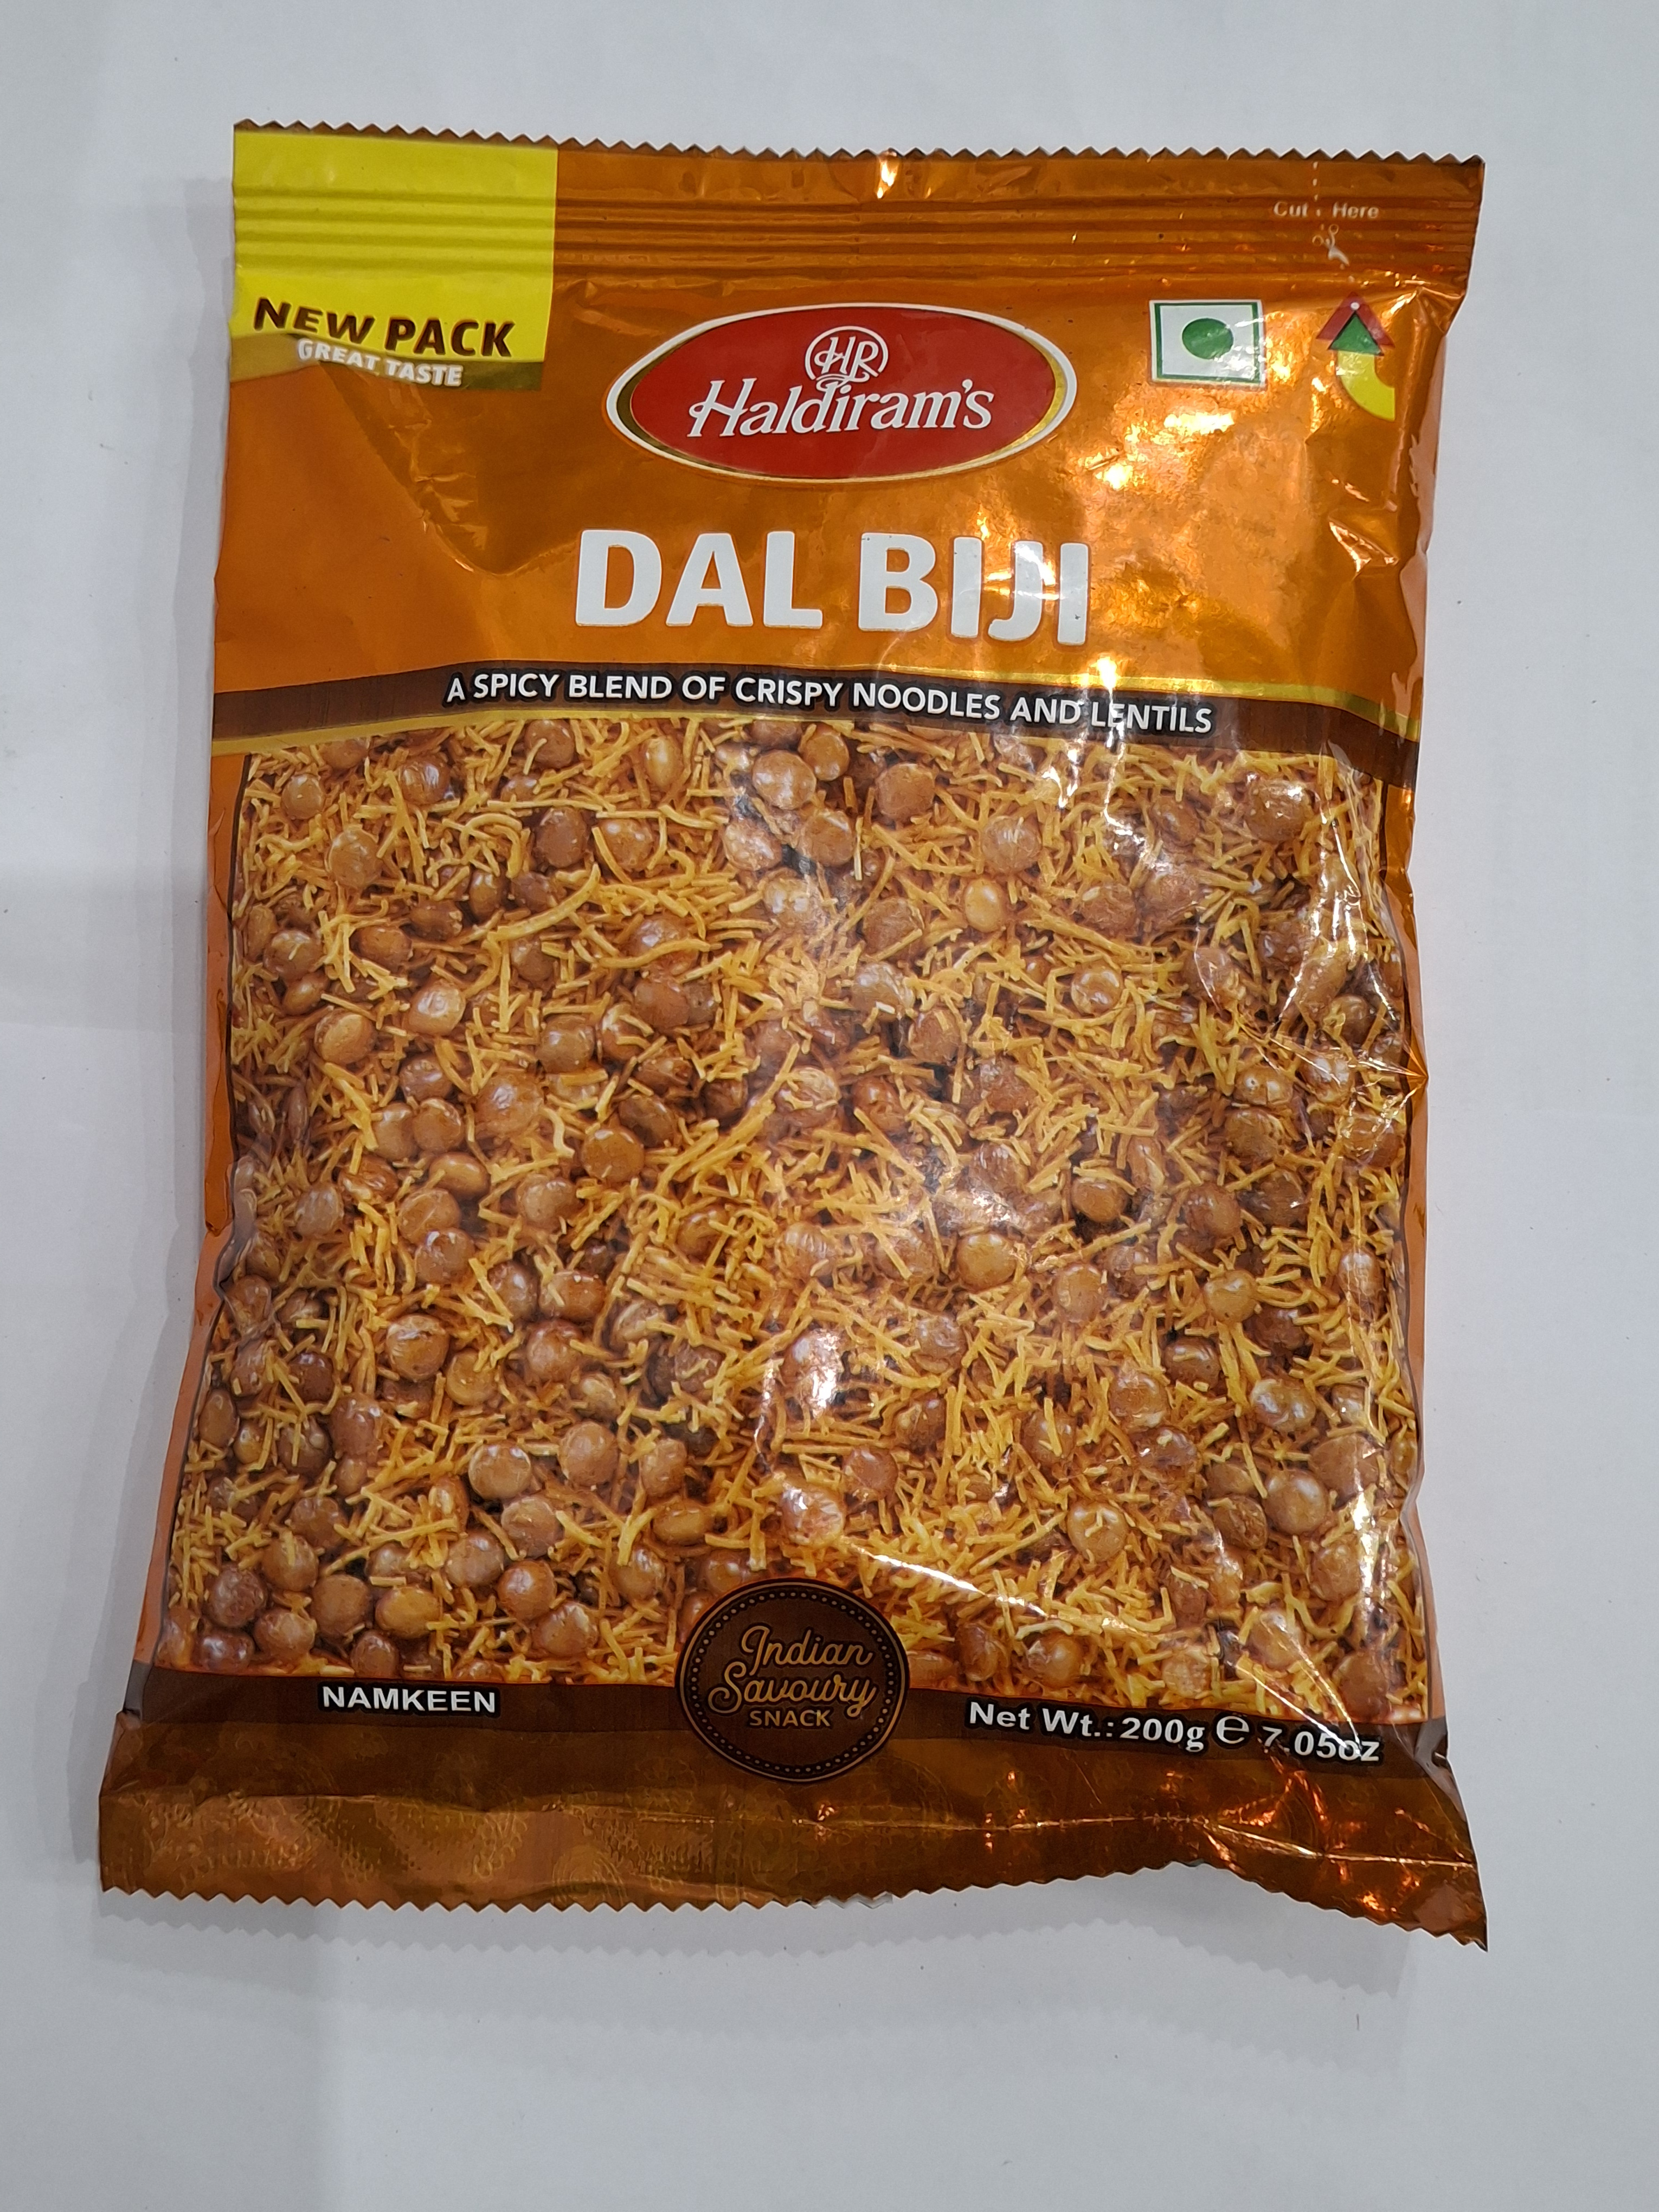 Cut Here
NEW PACK
GREAT TASTE
HR
Haldiram's
DAL BIJI
A SPICY BLEND OF CRISPY NOODLES AND LENTILS
NAMKEEN
Indian
Savoury
SNACK
Net Wt.: 200g ℮ 7.05oz